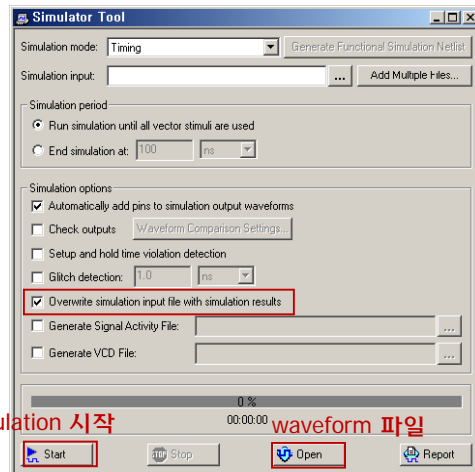 Simulator Tool
Simulation mode: Timing Generate Functional Simulation Netlist
Simulation input: ... Add Multiple Files...
Simulation period
Run simulation until all vector stimuli are used
End simulation at: 100 ns
Simulation options
Automatically add pins to simulation output waveforms
Check outputs Waveform Comparison Settings...
Setup and hold time violation detection
Glitch detection: 1.0 ns
Overwrite simulation input file with simulation results
Generate Signal Activity File: ...
Generate VCD File: ...
0 %
00:00:00
ulation 시작 waveform 파일
Start Stop Open Report